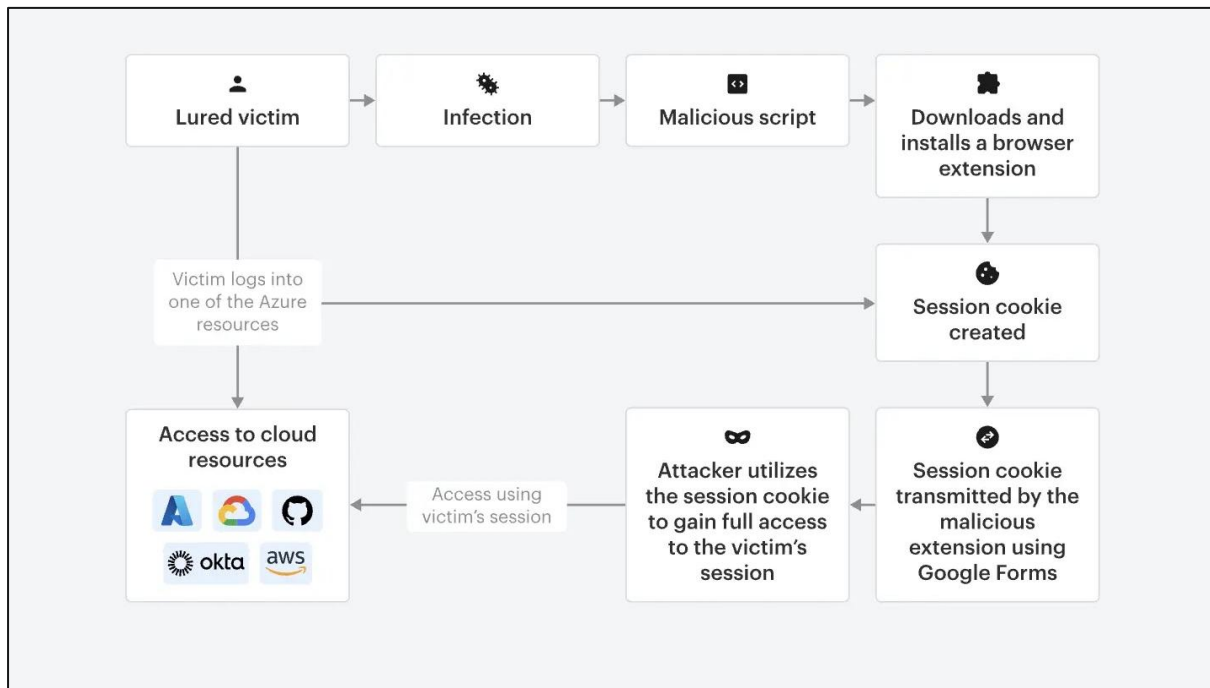 Lured victim
Infection
Malicious script
Downloads and
installs a browser
extension
Victim logs into
one of the Azure
resources
Session cookie
created
Access to cloud
resources
okta
aws
Access using
victim's session
Attacker utilizes
the session cookie
to gain full access
to the victim's
session
Session cookie
transmitted by the
malicious
extension using
Google Forms